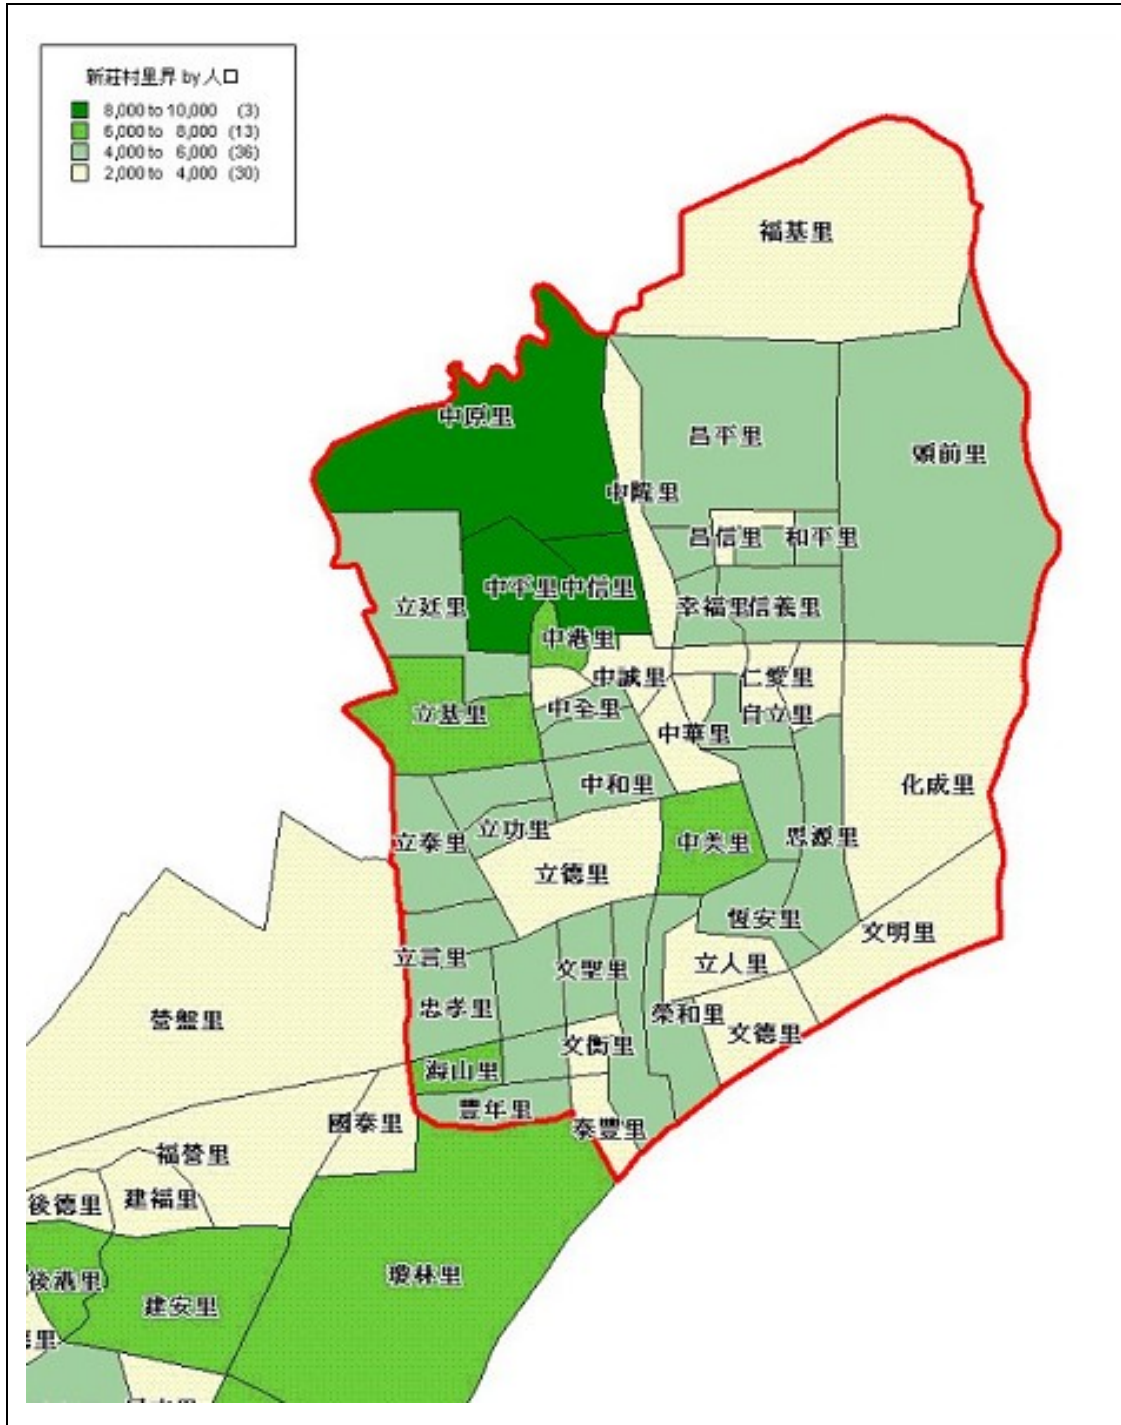 新莊村里界 by 人口
8,000 to 10,000 (3)
6,000 to 8,000 (13)
4,000 to 6,000 (36)
2,000 to 4,000 (30)
福基里
中原里
昌平里
頭前里
中隆里
昌信里
和平里
中平里
中信里
立廷里
幸福里
信義里
中港里
中誠里
仁愛里
立基里
中全里
自立里
中華里
中和里
化成里
立功里
立泰里
中美里
思源里
立德里
恆安里
文明里
立言里
文聖里
立人里
忠孝里
榮和里
營盤里
文德里
文衡里
海山里
豐年里
國泰里
泰豐里
福營里
建福里
後德里
瓊林里
後港里
建安里
里